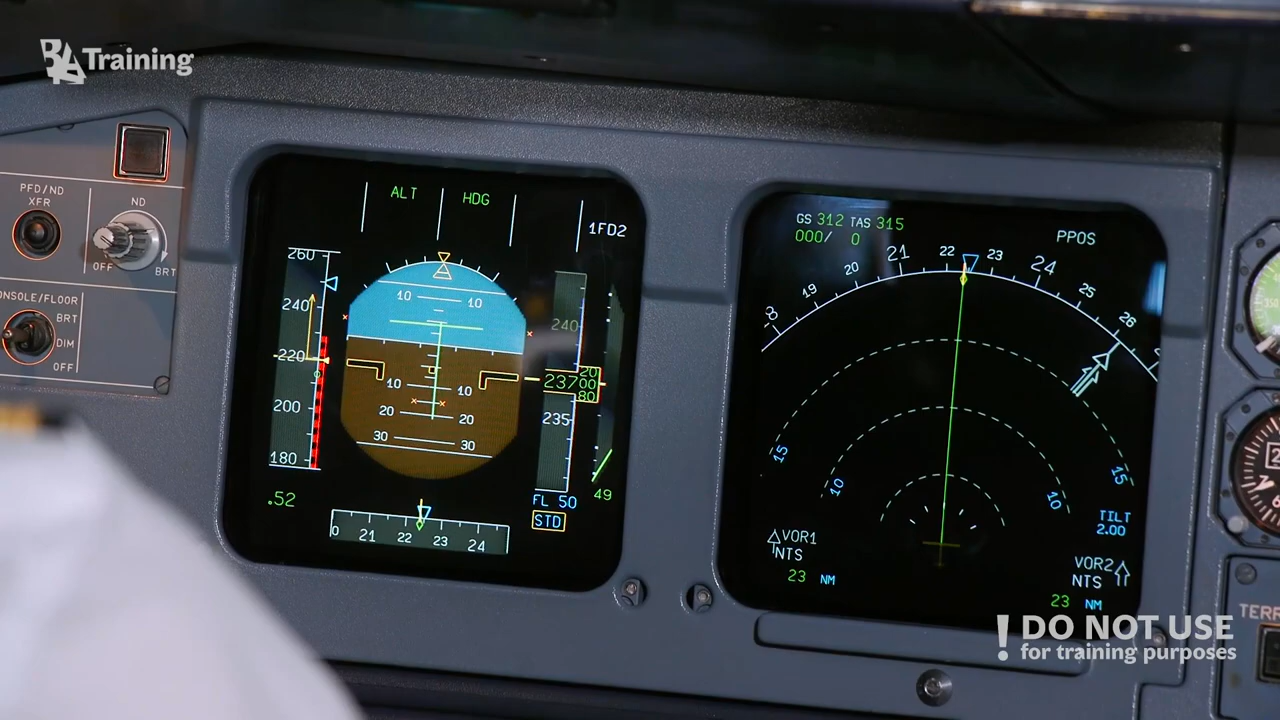 BAA Training
PFD/ND
XFR
ND
OFF
BRT
ONSOLE/FLOOR
BRT
DIM
OFF
ALT
HDG
1FD2
260
240
220
200
180
.52
10 10
10 10
20 20
30 30
240
23700
20
80
235
49
FL 50
STD
0 21 22 23 24
GS 312 TAS 315
000/ 0
PPOS
19 20 21 22 23 24 25 26
15 15
10 10
TILT
2.00
VOR1
NTS
23 NM
VOR2
NTS
23 NM
TERR
! DO NOT USE
for training purposes